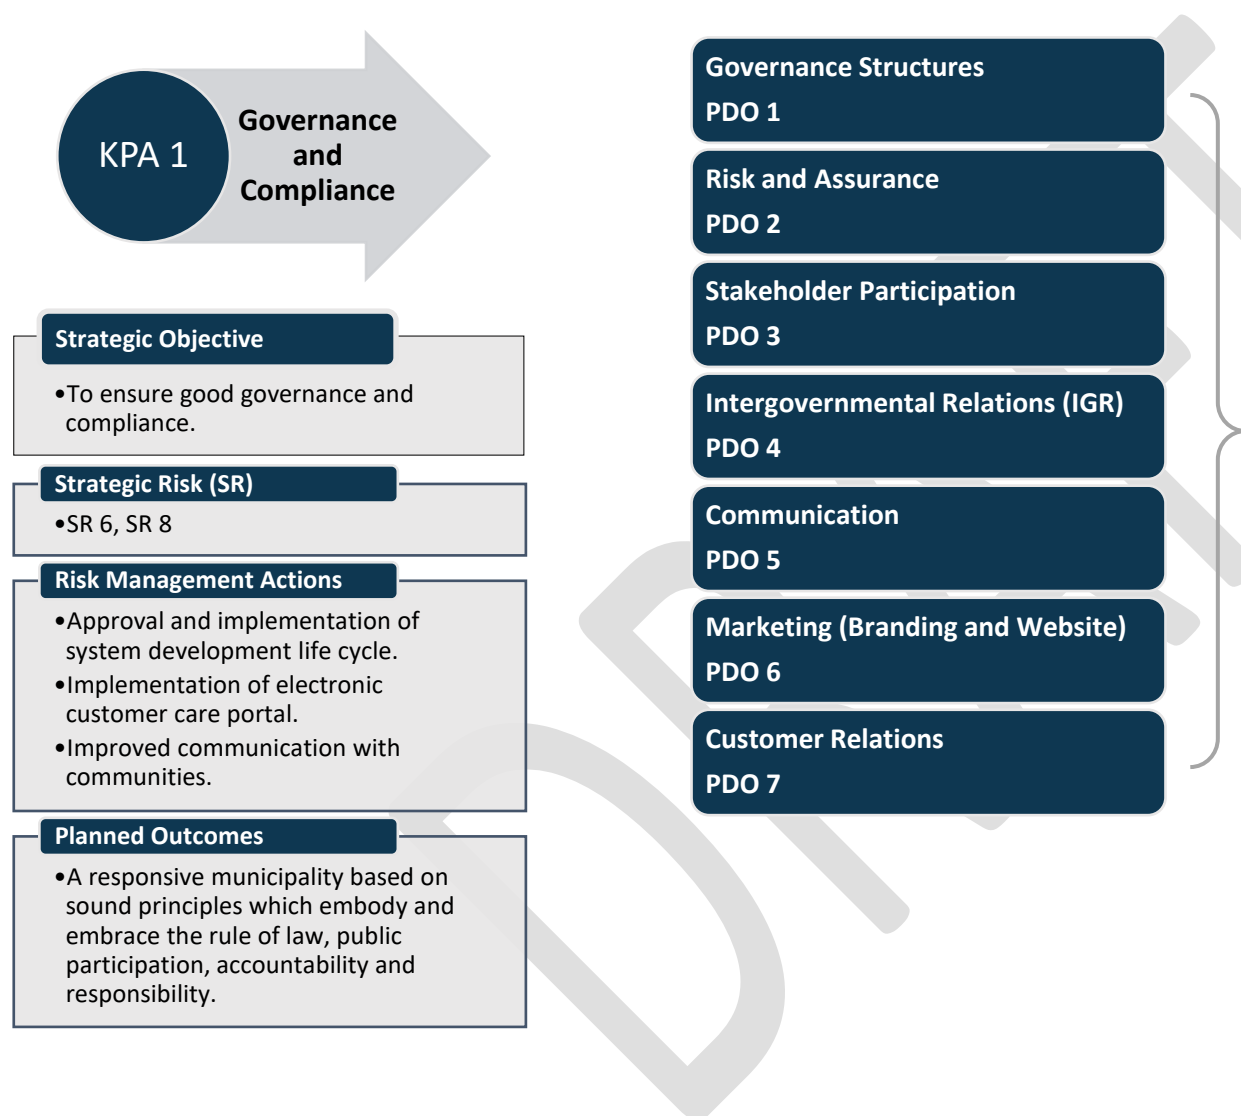 KPA 1
Governance
and
Compliance
Strategic Objective
•To ensure good governance and
compliance.
Strategic Risk (SR)
•SR 6, SR 8
Risk Management Actions
•Approval and implementation of
system development life cycle.
•Implementation of electronic
customer care portal.
•Improved communication with
communities.
Planned Outcomes
•A responsive municipality based on
sound principles which embody and
embrace the rule of law, public
participation, accountability and
responsibility.
Governance Structures
PDO 1
Risk and Assurance
PDO 2
Stakeholder Participation
PDO 3
Intergovernmental Relations (IGR)
PDO 4
Communication
PDO 5
Marketing (Branding and Website)
PDO 6
Customer Relations
PDO 7
DRAFT